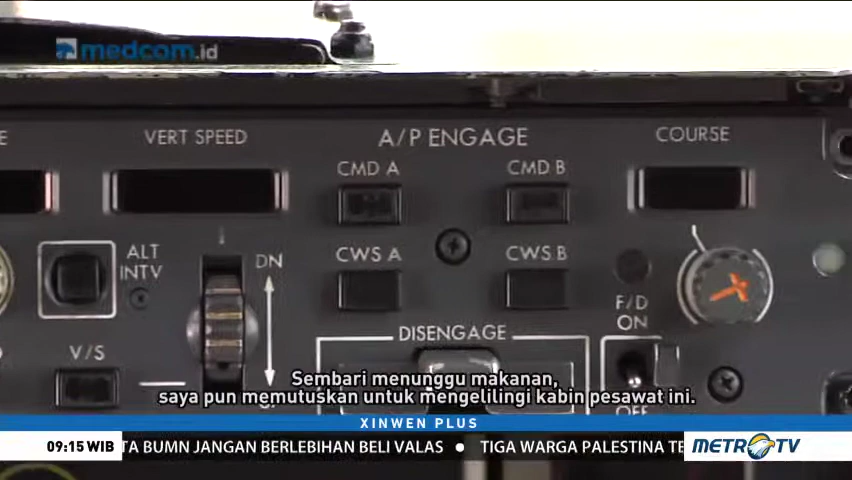 medcom.id
VERT SPEED
A/P ENGAGE
COURSE
CMD A
CMD B
ALT
INTV
DN
CWS A
CWS B
F/D
ON
DISENGAGE
V/S
OFF
Sembari menunggu makanan,
saya pun memutuskan untuk mengelilingi kabin pesawat ini.
XINWEN PLUS
09:15 WIB
TA BUMN JANGAN BERLEBIHAN BELI VALAS ● TIGA WARGA PALESTINA TE
METRO TV